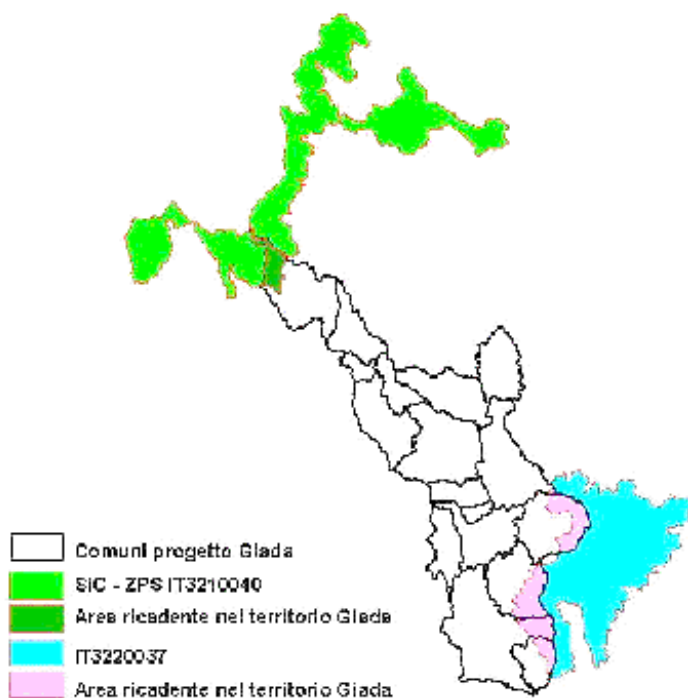 Comuni progetto Giada
SIC - ZPS IT3210040
Area ricadente nel territorio Giada
IT3220037
Area ricadente nel territorio Giada